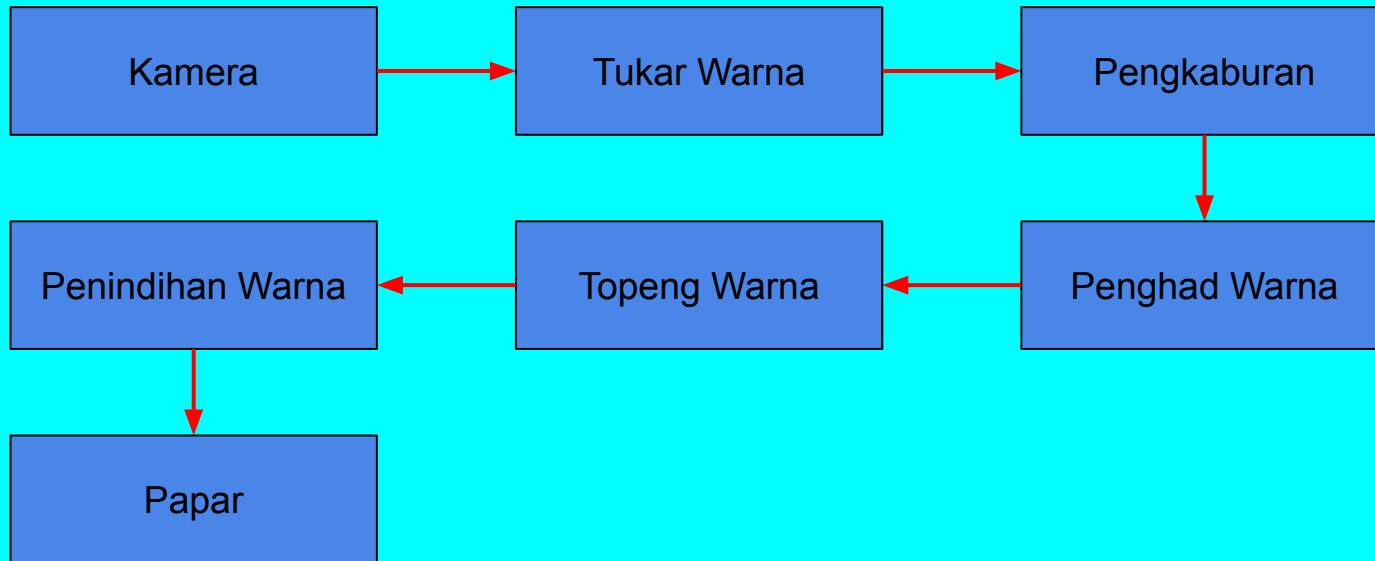 Kamera
Tukar Warna
Pengkaburan
Penghad Warna
Topeng Warna
Penindihan Warna
Papar